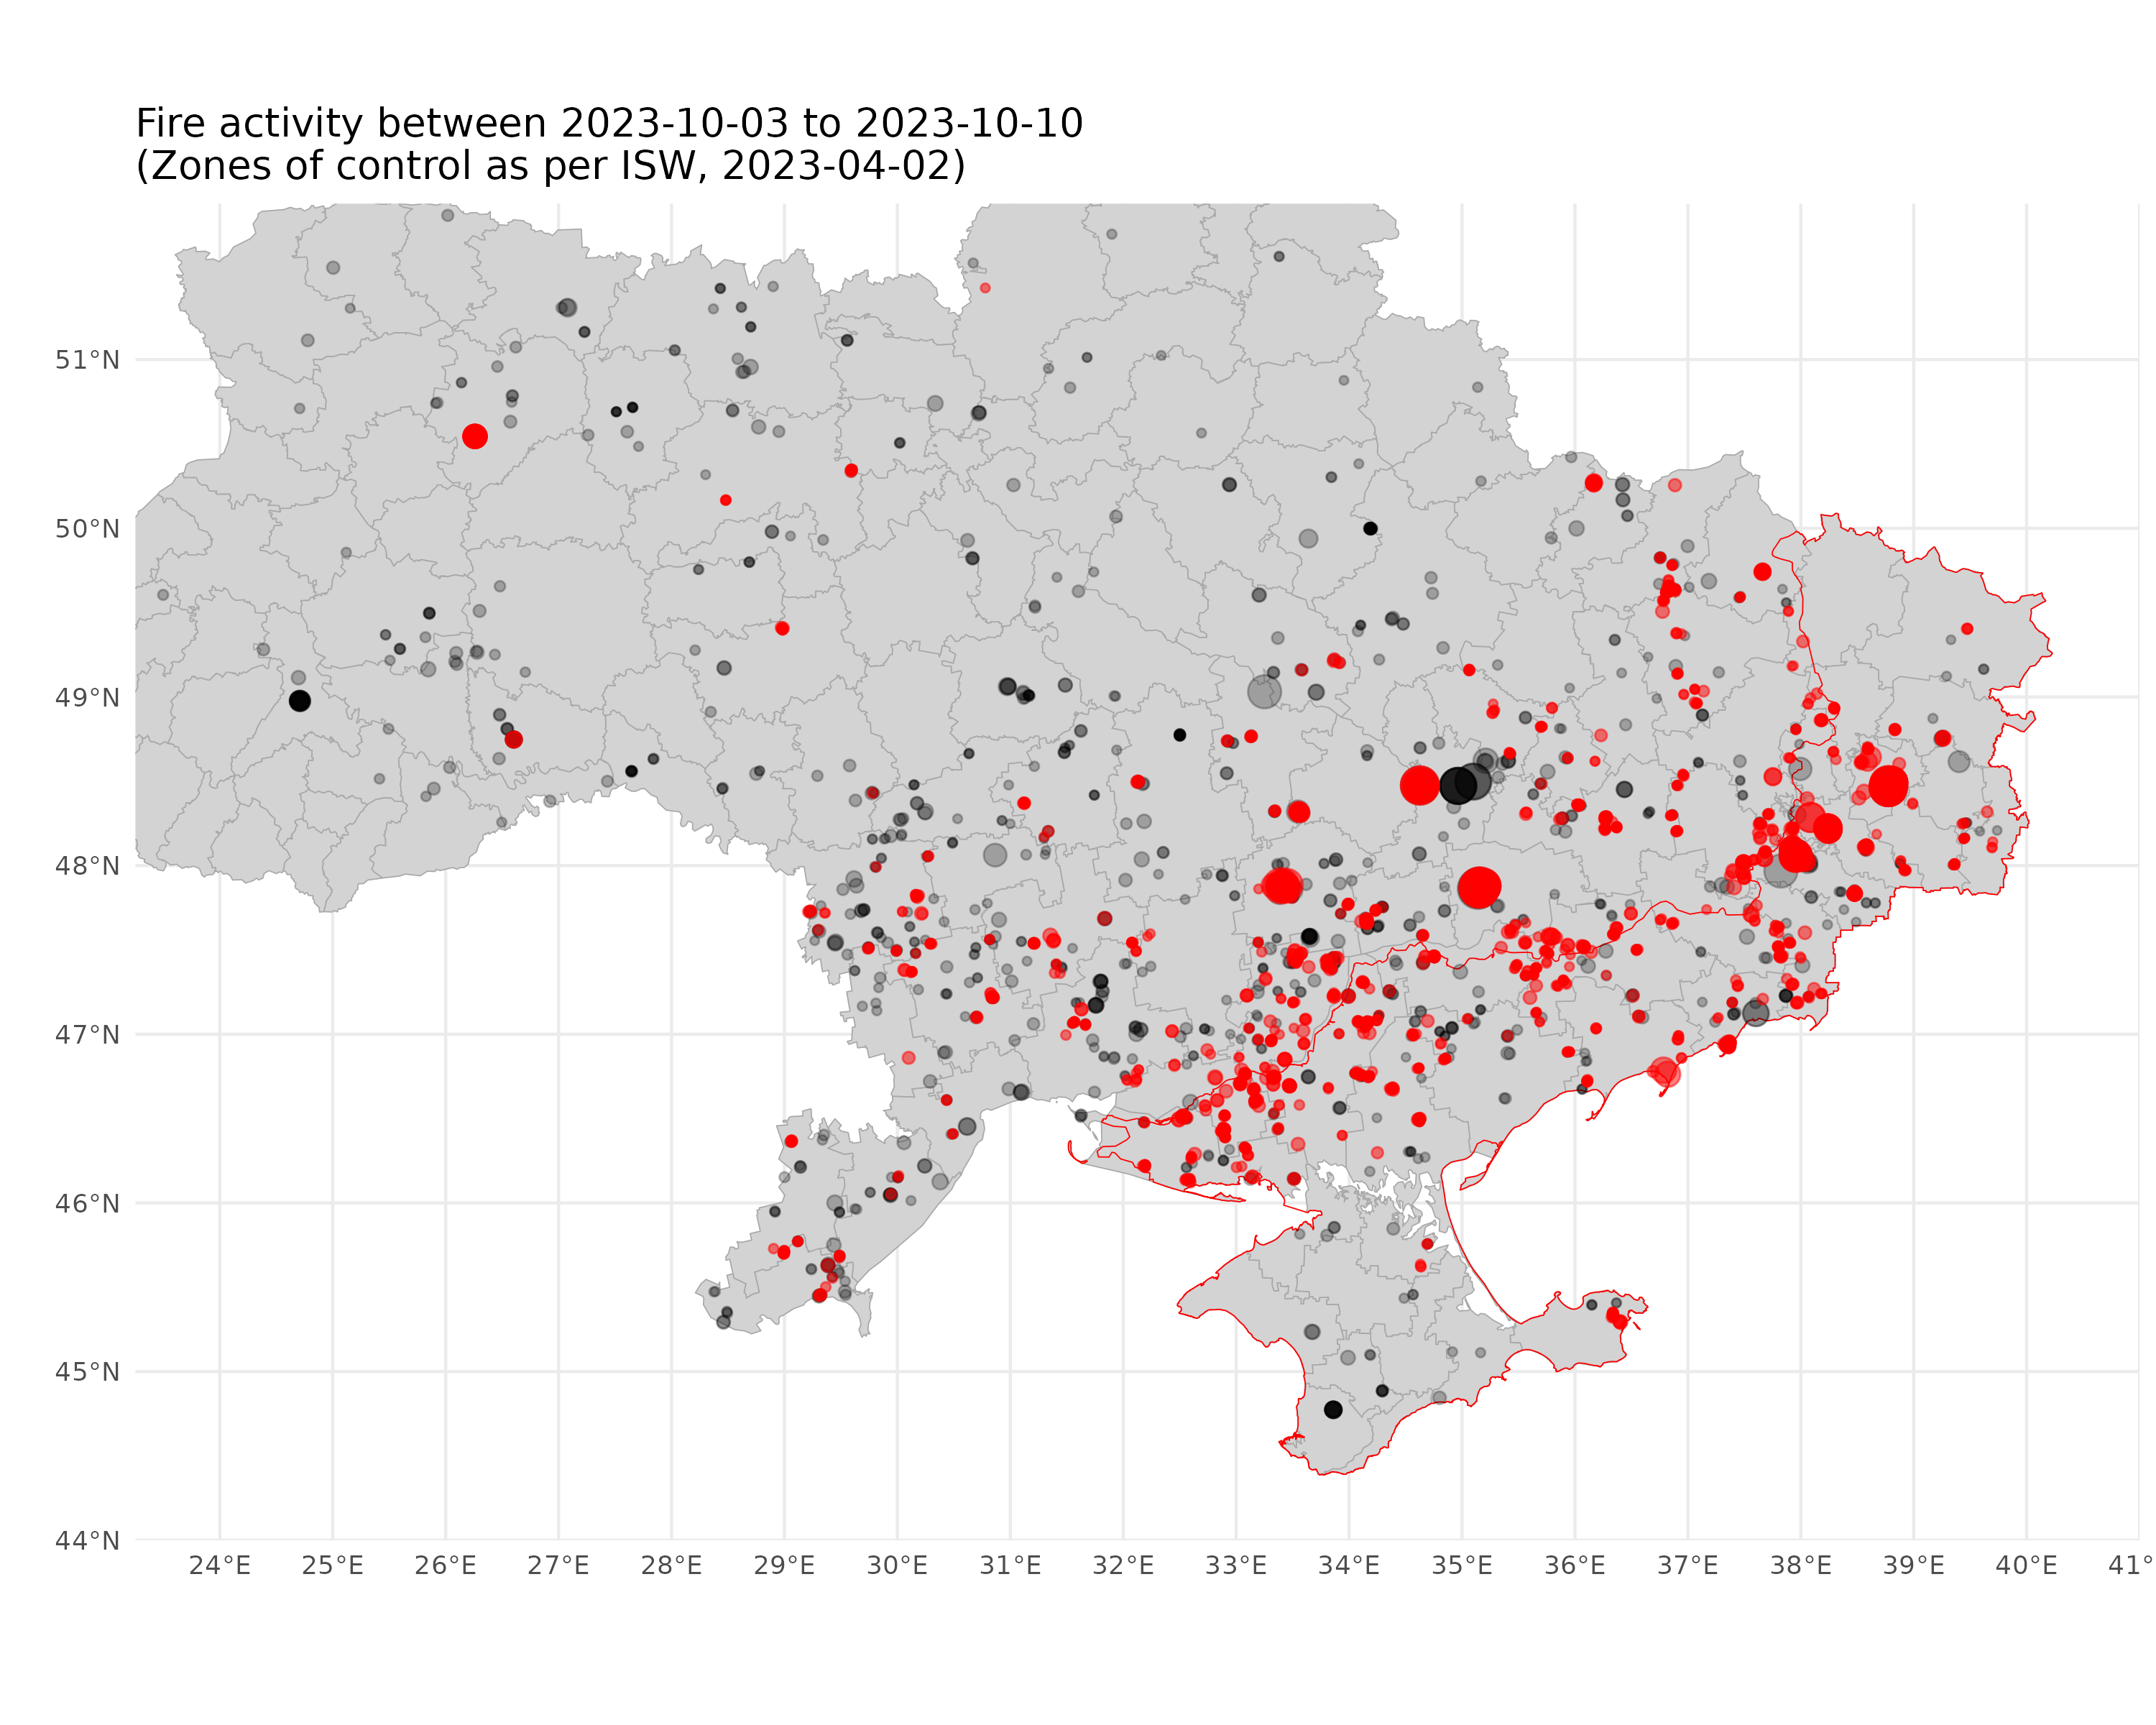 Fire activity between 2023-10-03 to 2023-10-10
(Zones of control as per ISW, 2023-04-02)
51°N
50°N
49°N
48°N
47°N
46°N
45°N
44°N
24°E 25°E 26°E 27°E 28°E 29°E 30°E 31°E 32°E 33°E 34°E 35°E 36°E 37°E 38°E 39°E 40°E 41°